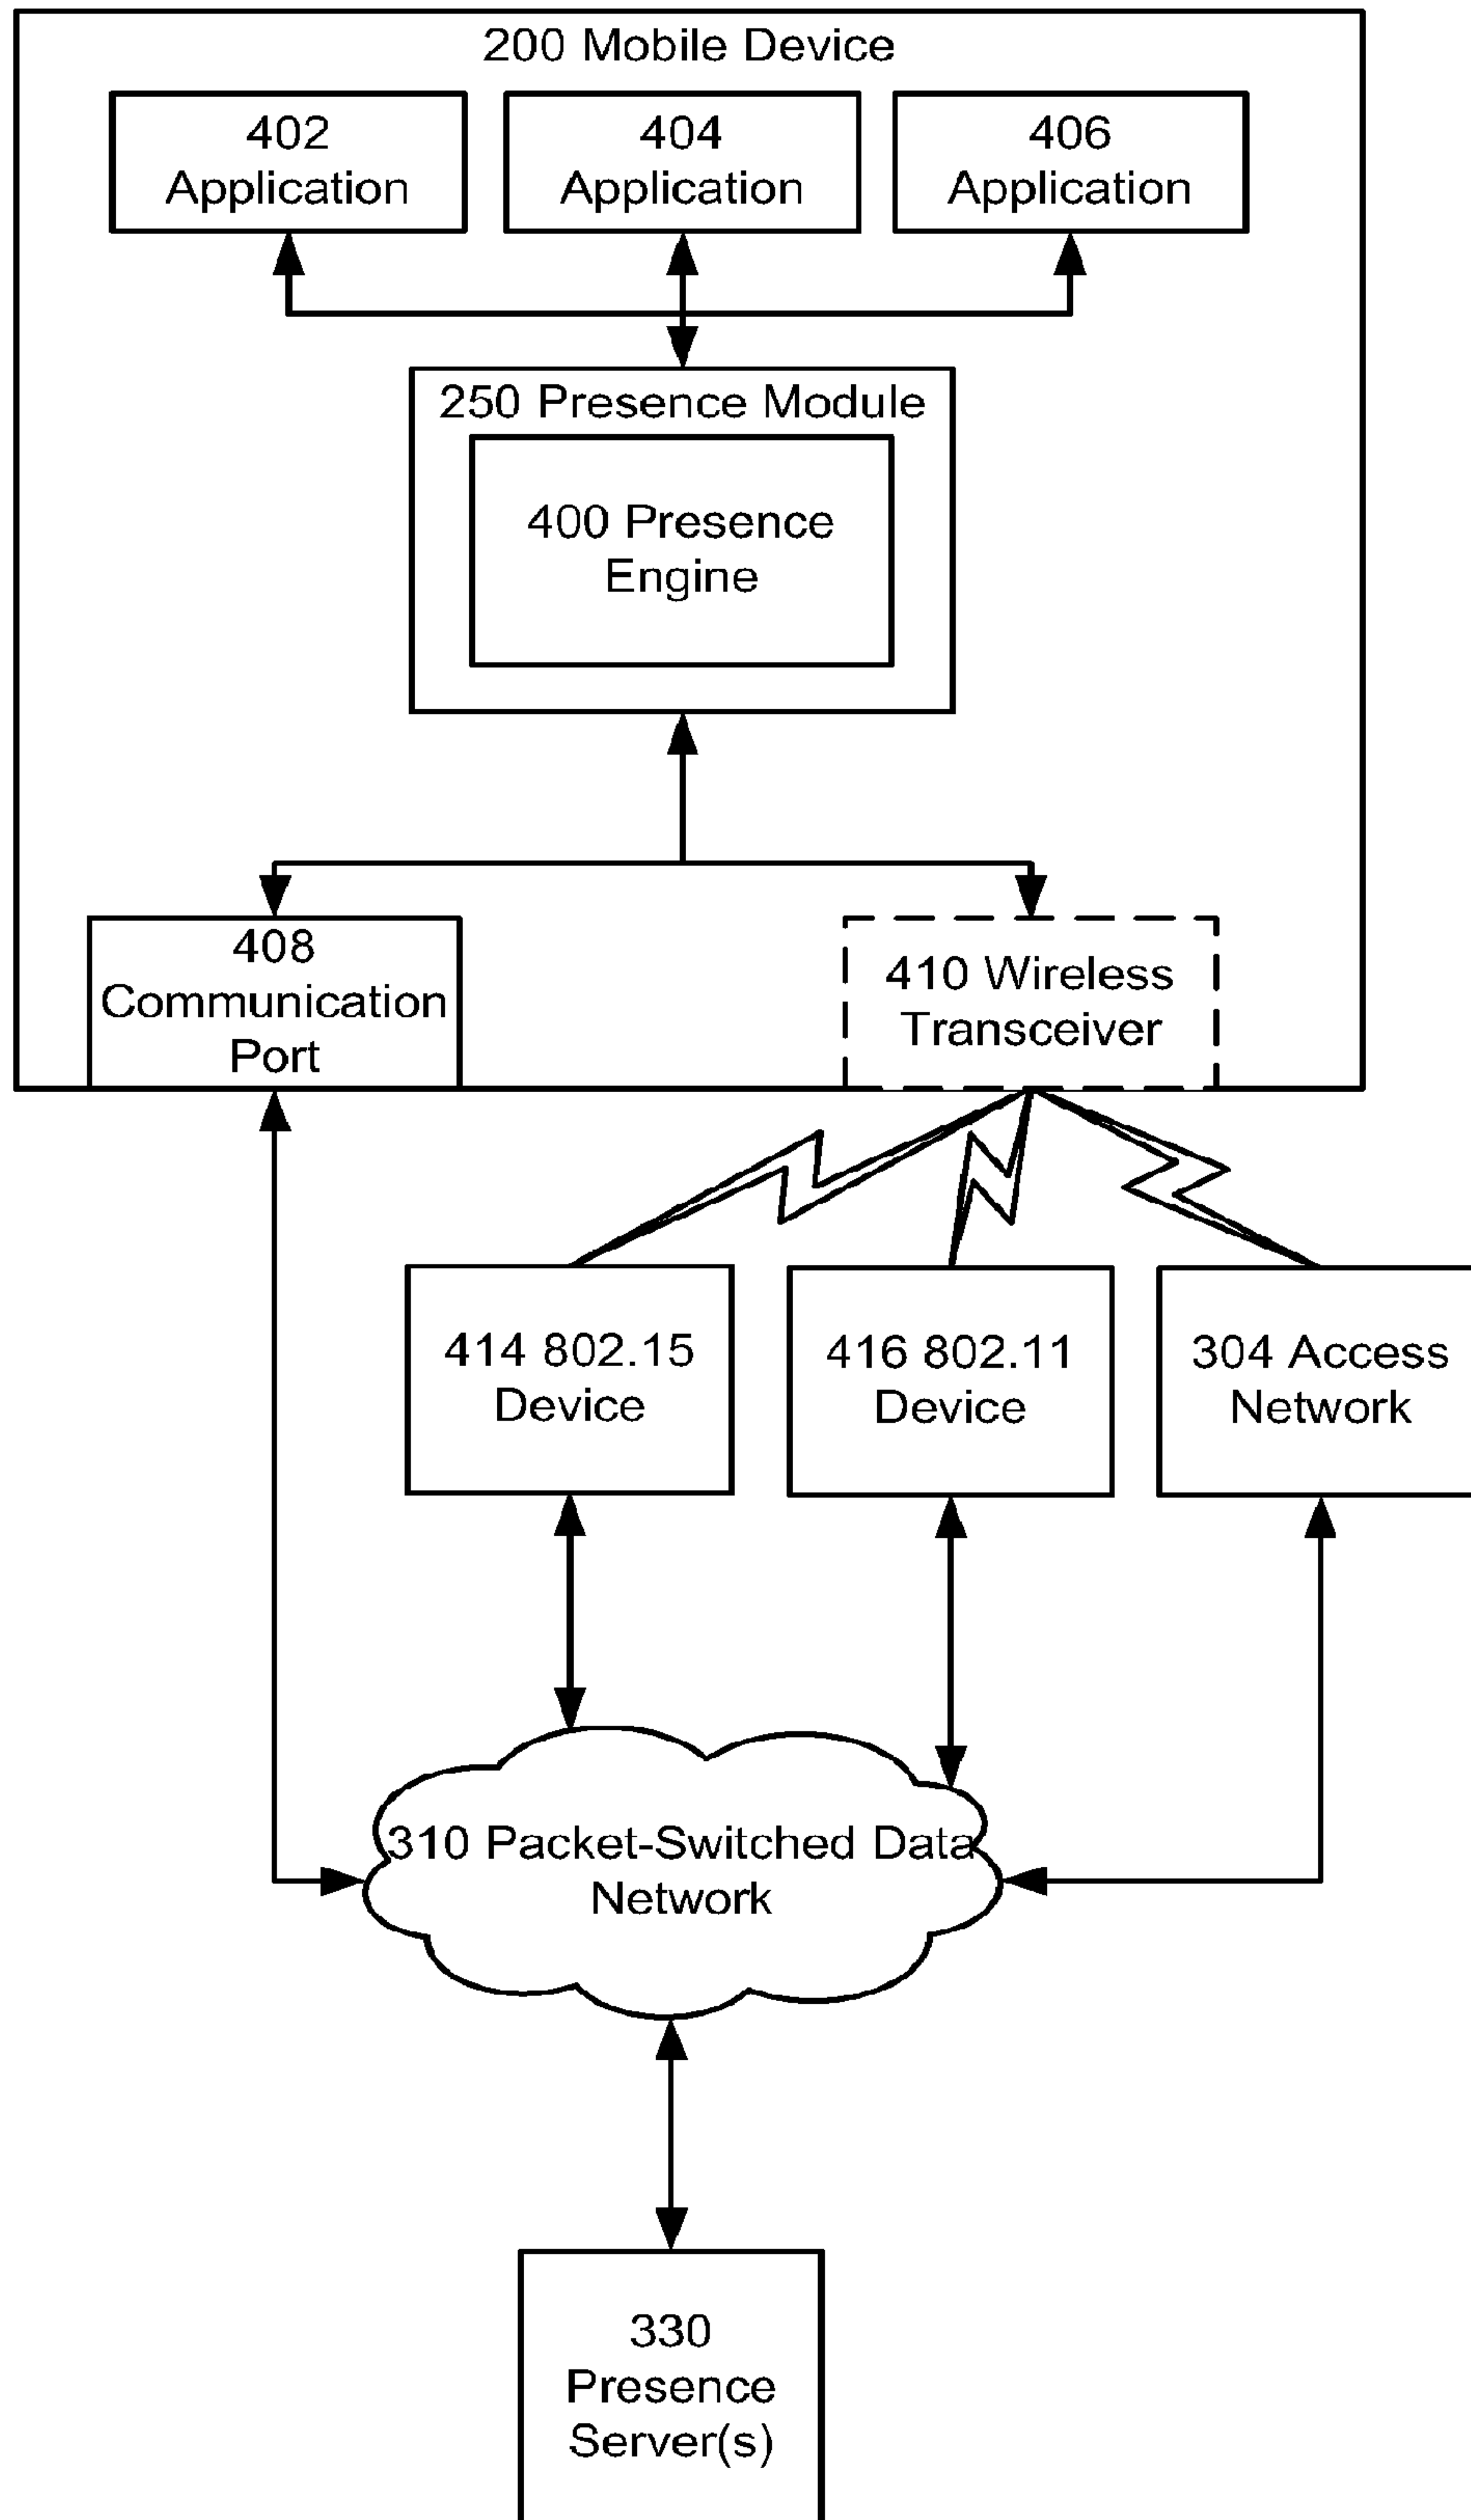 200 Mobile Device
402
Application
404
Application
406
Application
250 Presence Module
400 Presence
Engine
408
Communication
Port
410 Wireless
Transceiver
414 802.15
Device
416 802.11
Device
304 Access
Network
310 Packet-Switched Data
Network
330
Presence
Server(s)